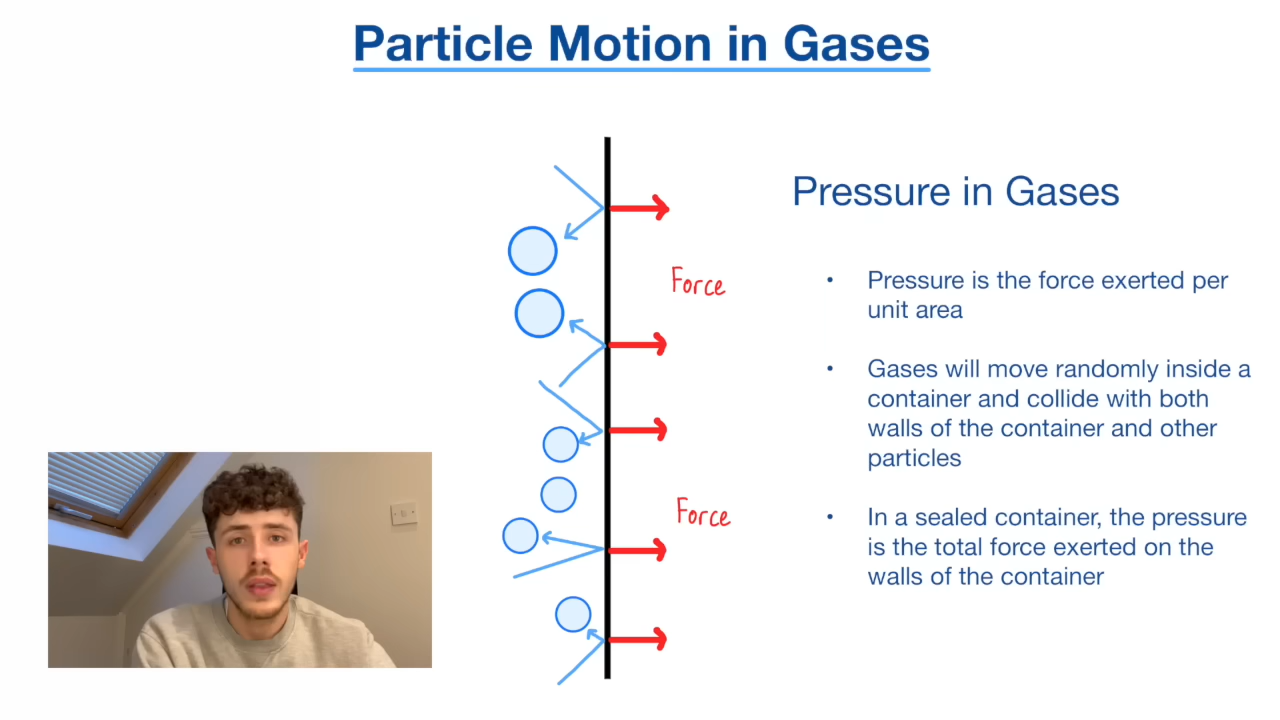 Particle Motion in Gases
Pressure in Gases
Force
• Pressure is the force exerted per
unit area
• Gases will move randomly inside a
container and collide with both
walls of the container and other
particles
Force
• In a sealed container, the pressure
is the total force exerted on the
walls of the container